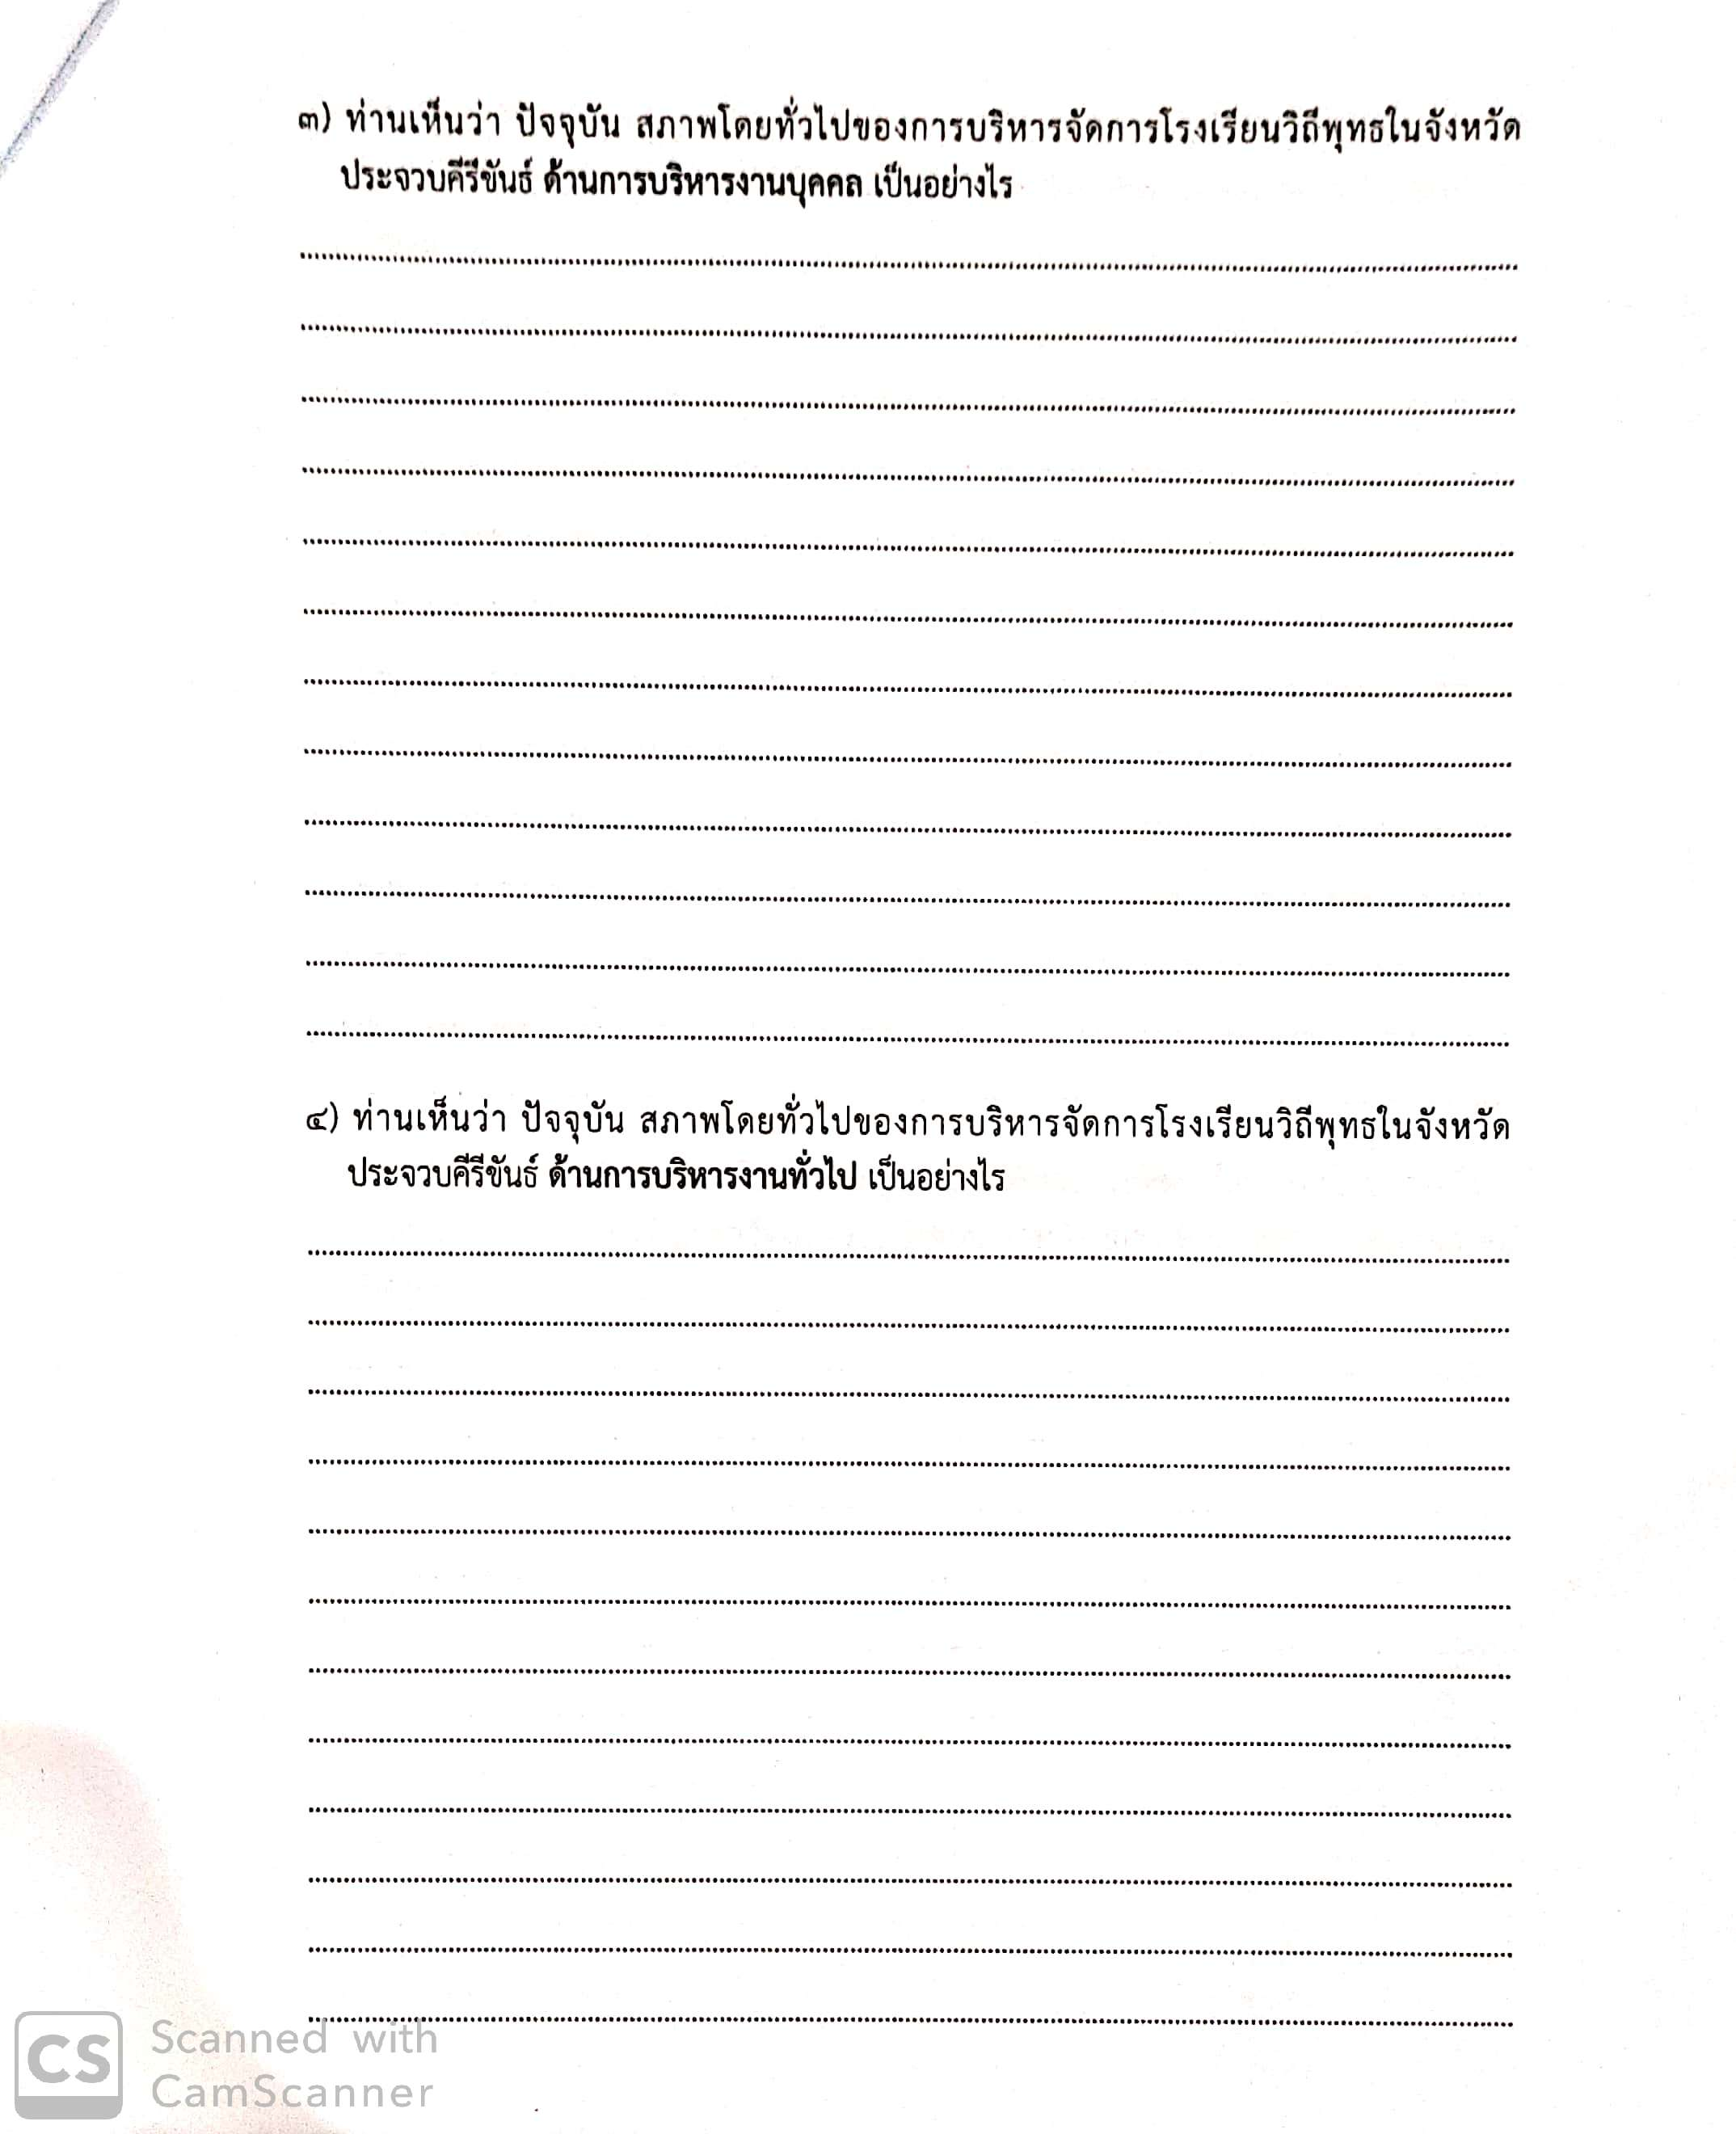 ๓) ท่านเห็นว่า ปัจจุบัน สภาพโดยทั่วไปของการบริหารจัดการโรงเรียนวิถีพุทธในจังหวัด
ประจวบคีรีขันธ์ ด้านการบริหารงานบุคคล เป็นอย่างไร
๔) ท่านเห็นว่า ปัจจุบัน สภาพโดยทั่วไปของการบริหารจัดการโรงเรียนวิถีพุทธในจังหวัด
ประจวบคีรีขันธ์ ด้านการบริหารงานทั่วไป เป็นอย่างไร
CS Scanned with
CamScanner